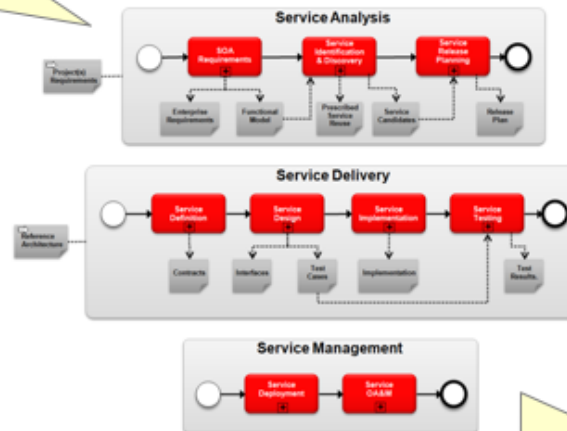 Service Analysis
SOA
Requirements
Service
Identification
& Discovery
Service
Release
Planning
Project(s)
Requirements
Enterprise
Requirements
Functional
Model
Prescribed
Service
Reuse
Service
Candidates
Release
Plan
Service Delivery
Service
Definition
Service
Design
Service
Implementation
Service
Testing
Reference
Architecture
Contracts
Interfaces
Test
Cases
Implementation
Test
Results.
Service Management
Service
Deployment
Service
OA&M